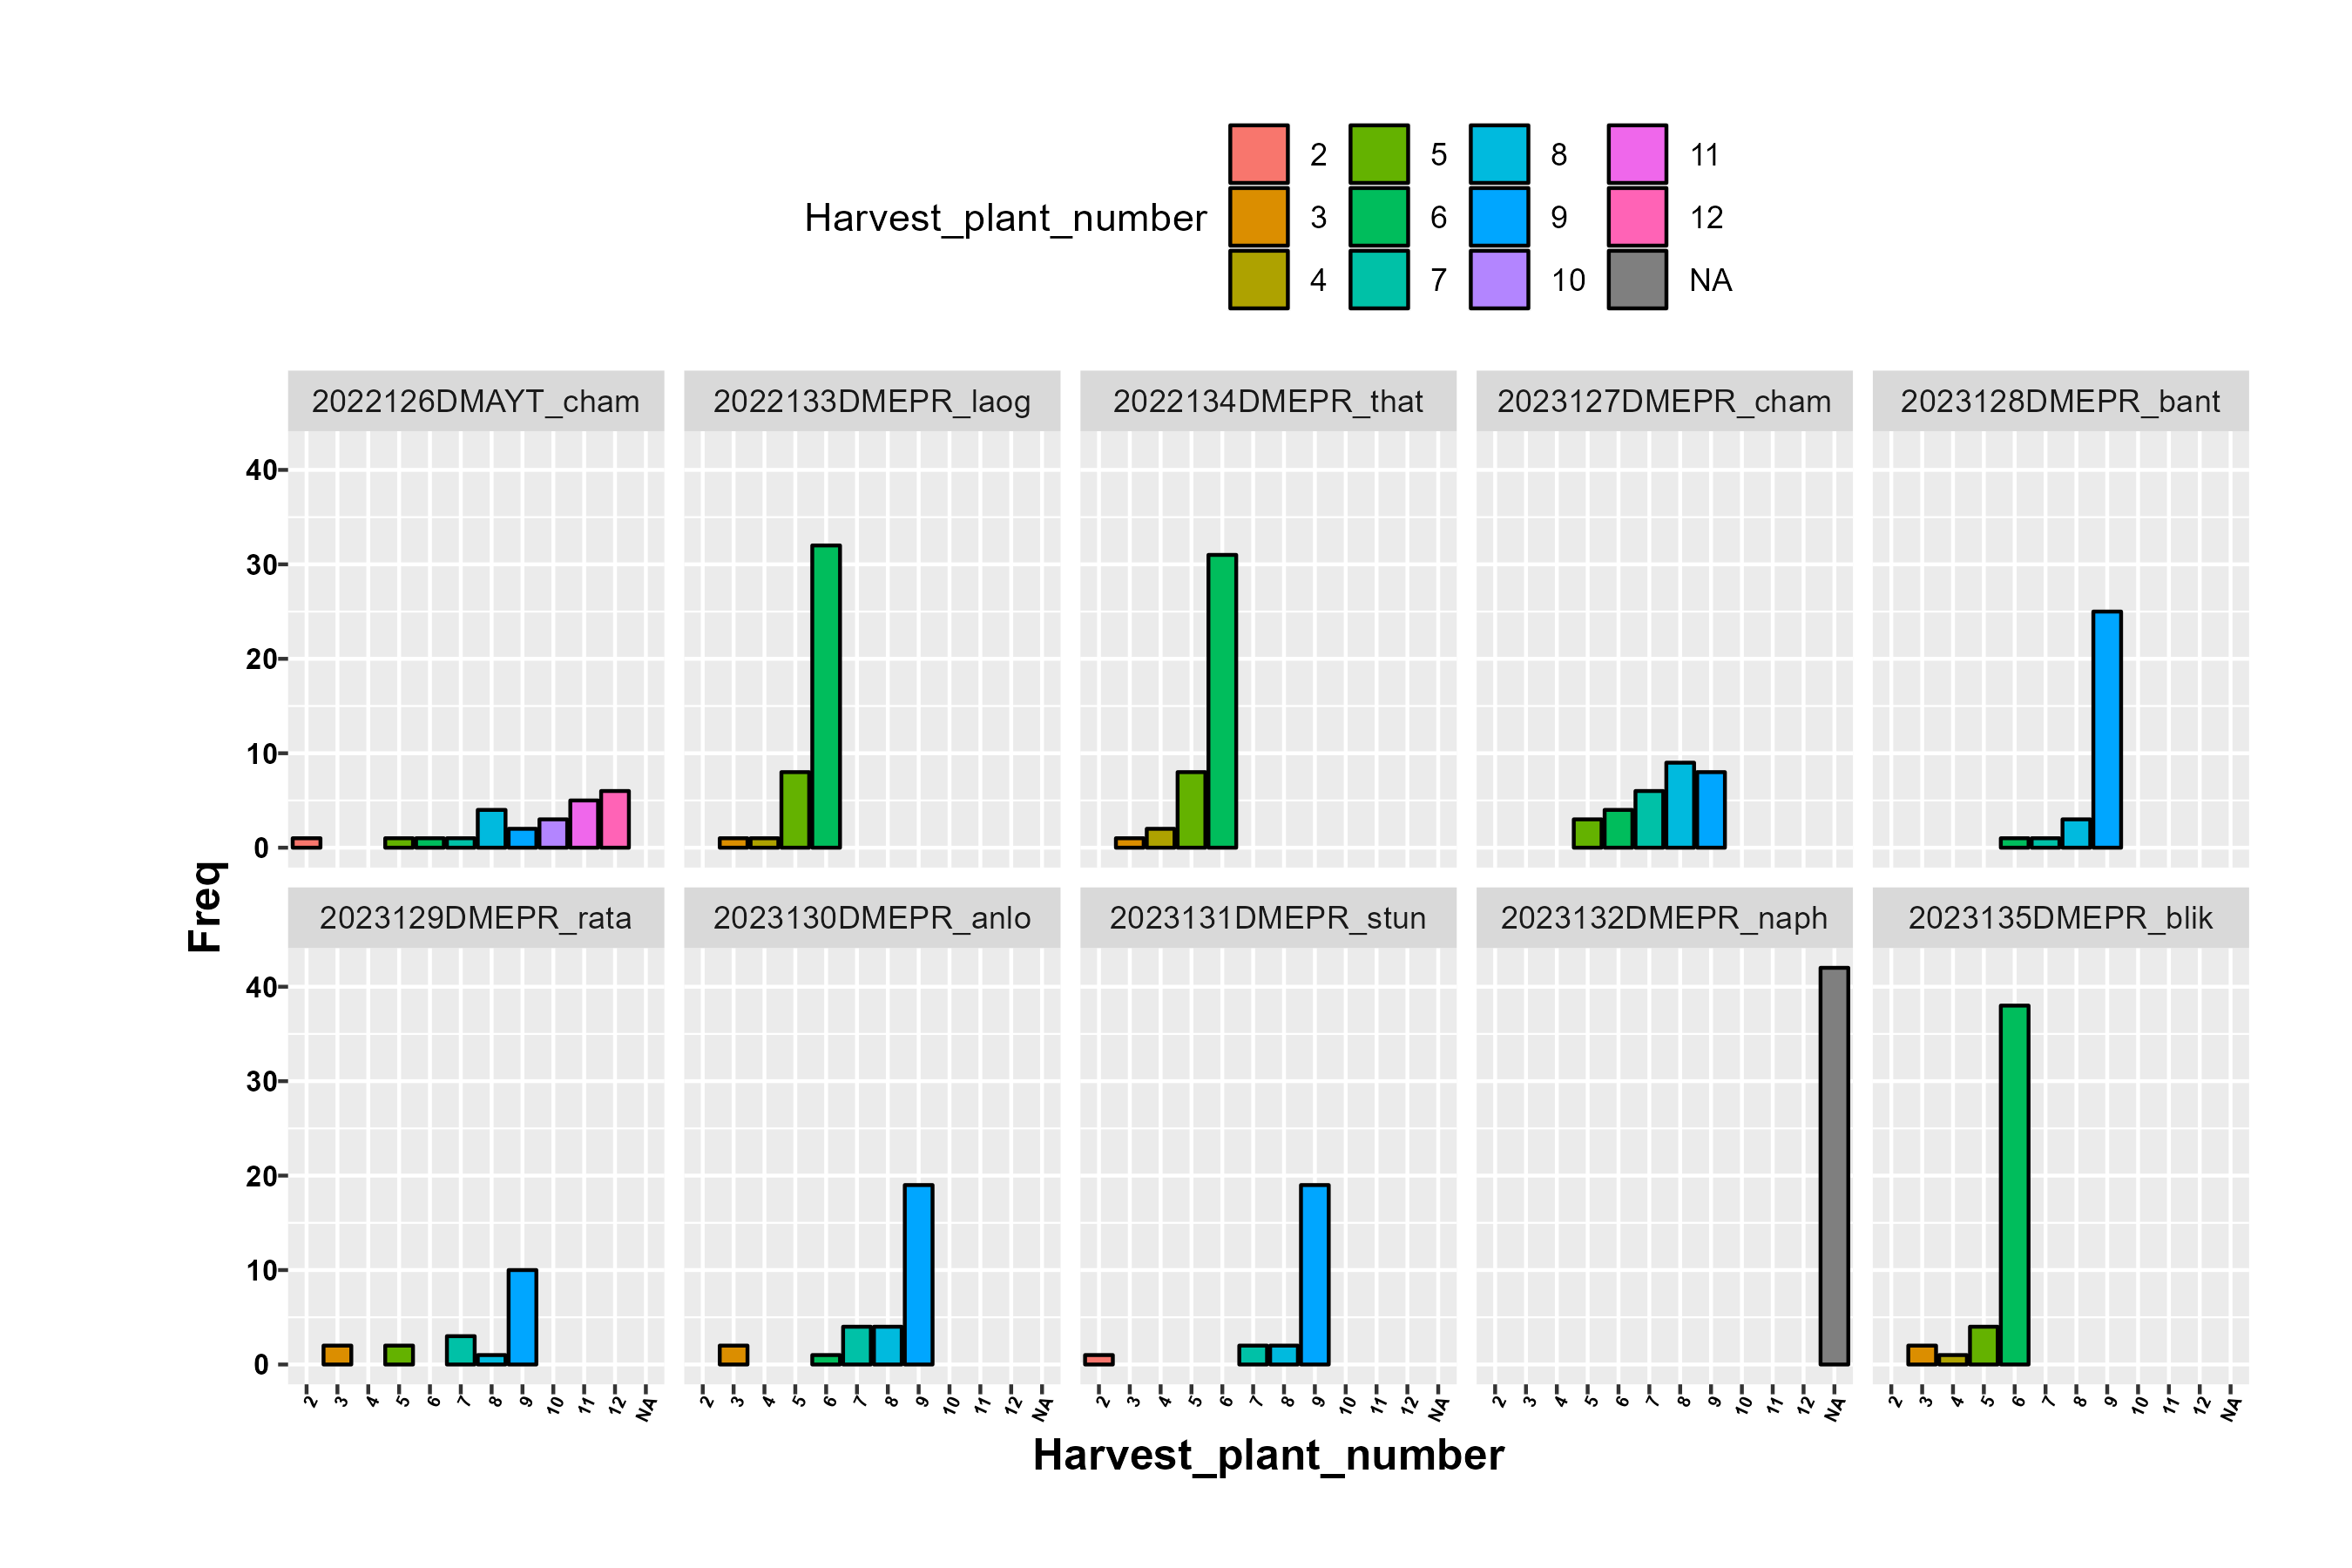 2 5 8 11
Harvest_plant_number 3 6 9 12
4 7 10 NA
2022126DMAYT_cham 2022133DMEPR_laog 2022134DMEPR_that 2023127DMEPR_cham 2023128DMEPR_bant
40
30
20
10
0
Freq
2023129DMEPR_rata 2023130DMEPR_anlo 2023131DMEPR_stun 2023132DMEPR_naph 2023135DMEPR_blik
40
30
20
10
0
2 3 4 5 6 7 8 9 10 11 12 NA 2 3 4 5 6 7 8 9 10 11 12 NA 2 3 4 5 6 7 8 9 10 11 12 NA 2 3 4 5 6 7 8 9 10 11 12 NA 2 3 4 5 6 7 8 9 10 11 12 NA
Harvest_plant_number